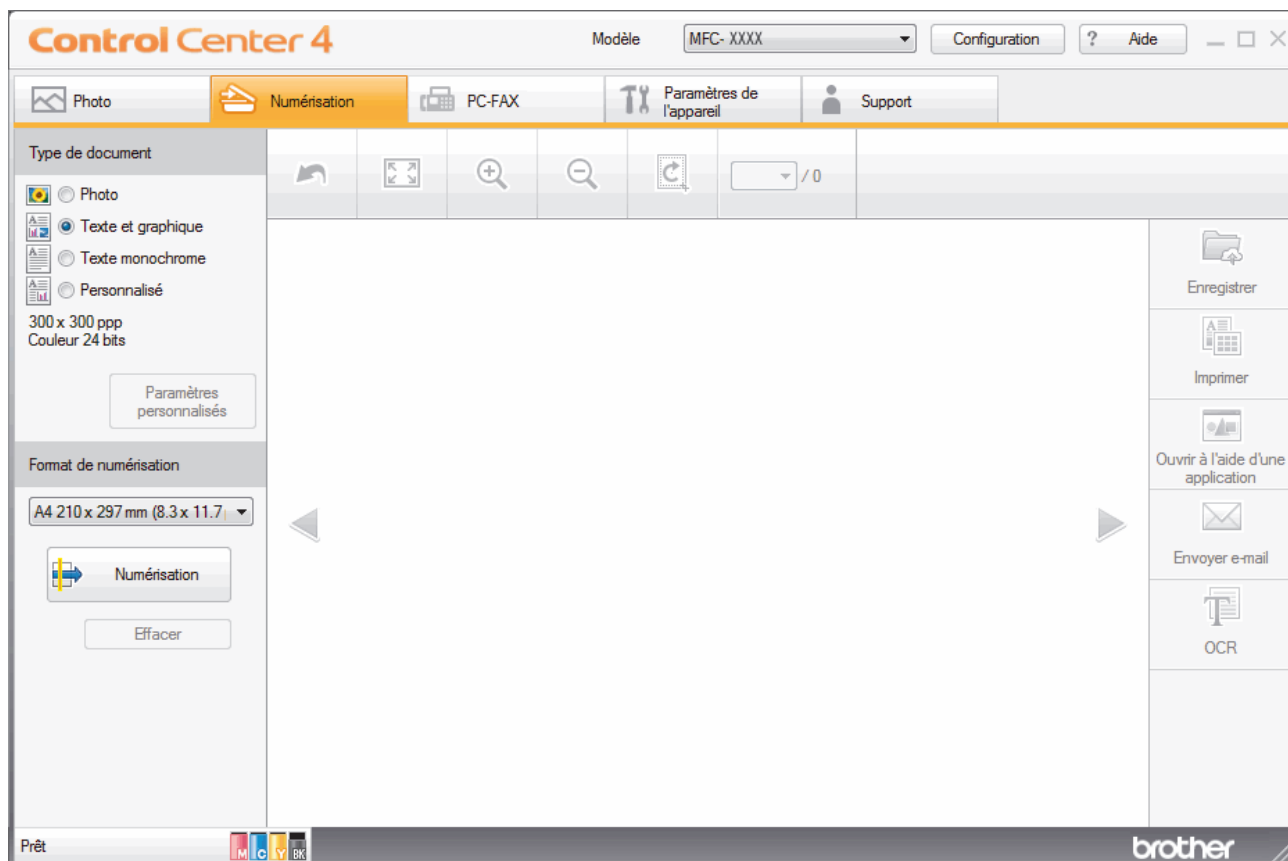 Control Center 4
Modèle
MFC- XXXX
Configuration
? Aide
Photo
Numérisation
PC-FAX
Paramètres de
l'appareil
Support
Type de document
Photo
Texte et graphique
Texte monochrome
Personnalisé
300 x 300 ppp
Couleur 24 bits
Paramètres
personnalisés
Format de numérisation
A4 210 x 297 mm (8.3 x 11.7
Numérisation
Effacer
/ 0
Enregistrer
Imprimer
Ouvrir à l'aide d'une
application
Envoyer e-mail
OCR
Prêt
M C Y BK
brother